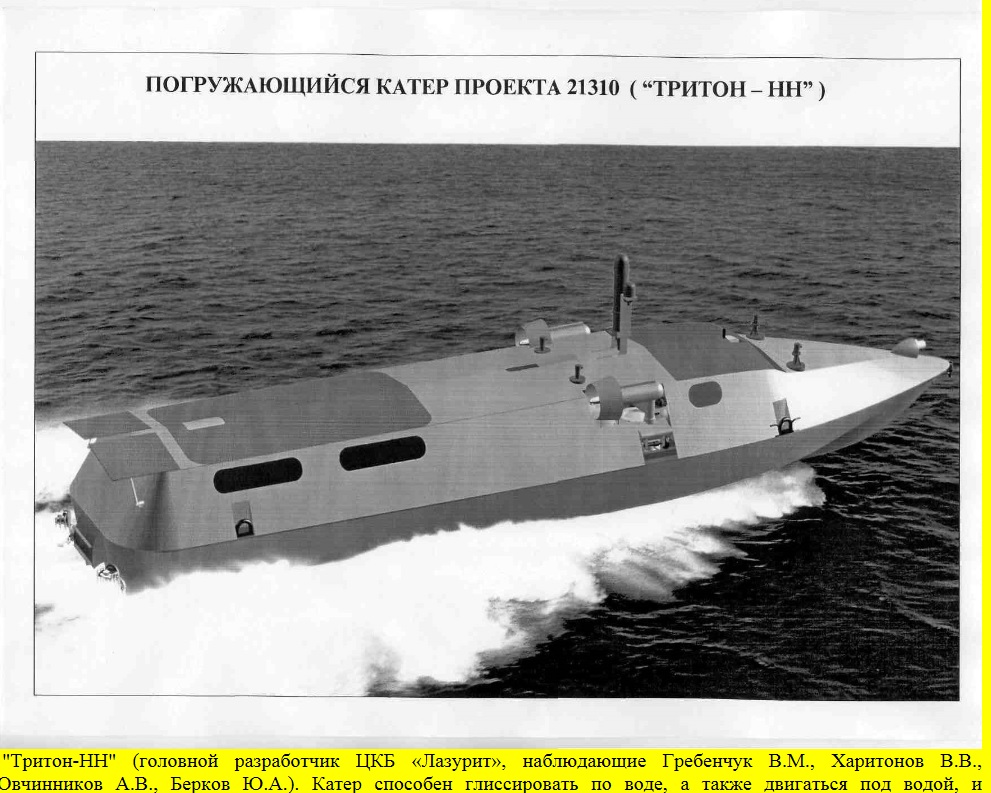 ПОГРУЖАЮЩИЙСЯ КАТЕР ПРОЕКТА 21310 ( “ТРИТОН – НН” )
"Тритон-НН" (головной разработчик ЦКБ «Лазурит», наблюдающие Гребенчук В.М., Харитонов В.В.,
Овчинников А.В., Берков Ю.А.). Катер способен глиссировать по воде, а также двигаться под водой, и